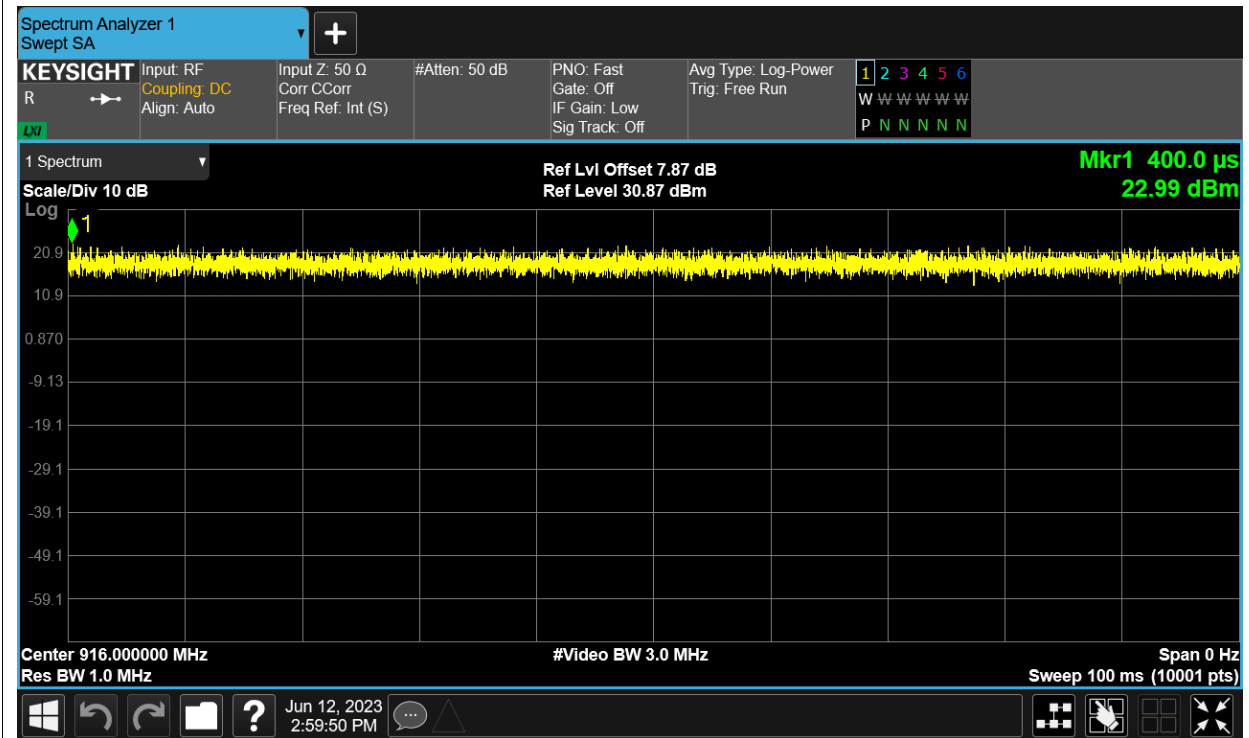 Spectrum Analyzer 1
Swept SA
KEYSIGHT
R
LXI
Input: RF
Coupling: DC
Align: Auto
Input Z: 50 Ω
Corr CCorr
Freq Ref: Int (S)
#Atten: 50 dB
PNO: Fast
Gate: Off
IF Gain: Low
Sig Track: Off
Avg Type: Log-Power
Trig: Free Run
1 2 3 4 5 6
W W W W W W
P N N N N N
1 Spectrum
Scale/Div 10 dB
Ref Lvl Offset 7.87 dB
Ref Level 30.87 dBm
Mkr1 400.0 µs
22.99 dBm
Log
1
20.9
10.9
0.870
-9.13
-19.1
-29.1
-39.1
-49.1
-59.1
Center 916.000000 MHz
#Video BW 3.0 MHz
Span 0 Hz
Res BW 1.0 MHz
Sweep 100 ms (10001 pts)
?
Jun 12, 2023
2:59:50 PM